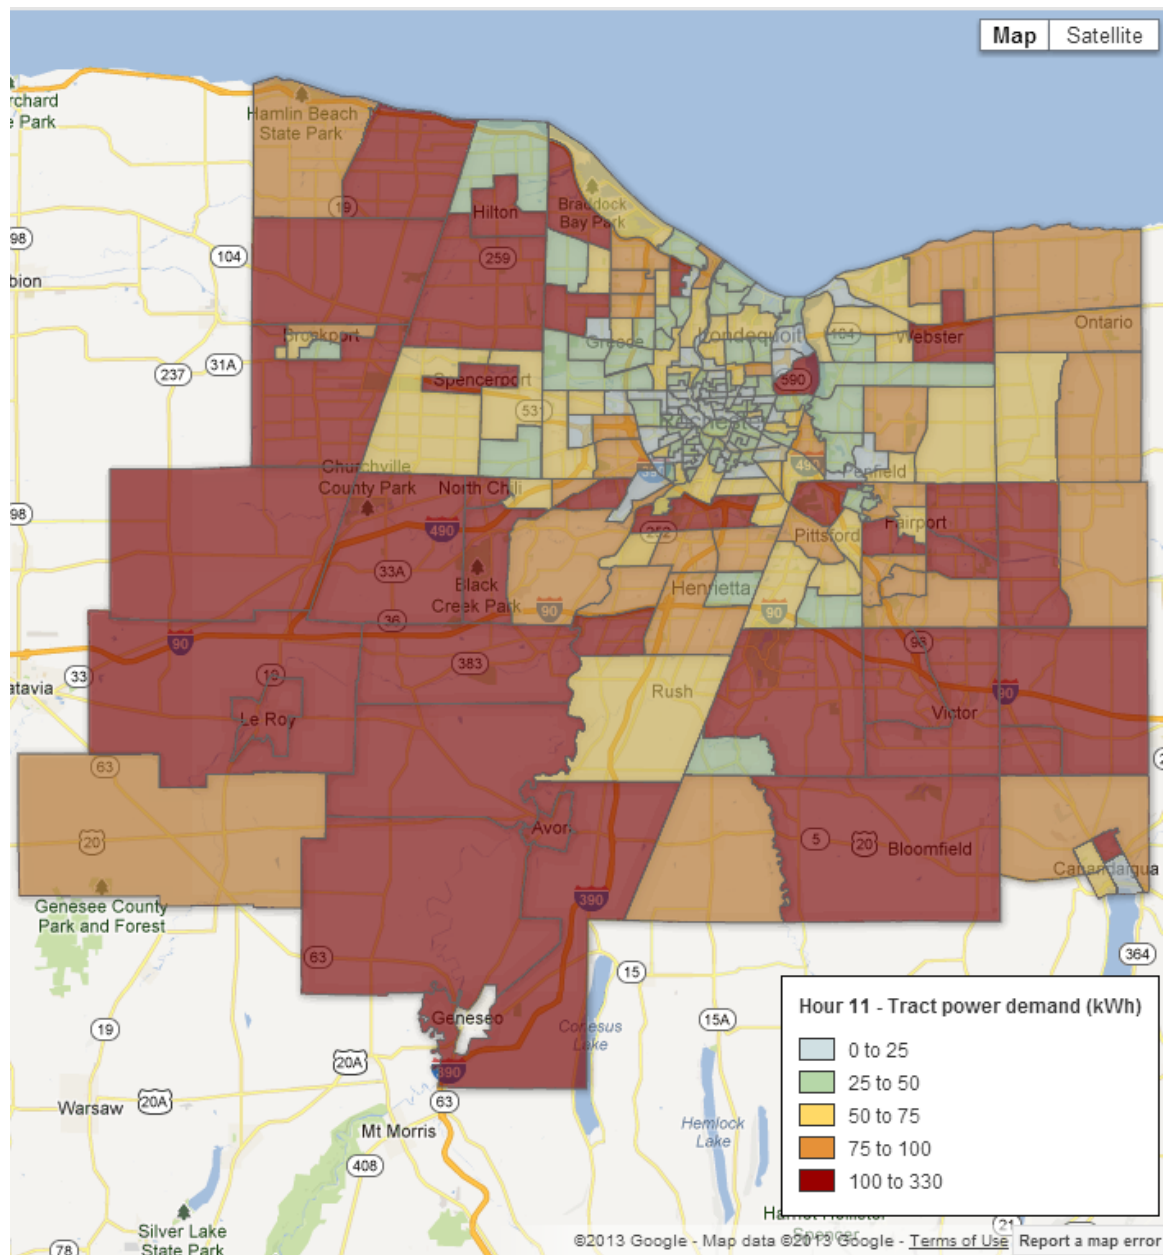 Map Satellite
rchard
e Park
Hamlin Beach
State Park
19
Braddock
Bay Park
Hilton
98
104
259
bion
Brockport
Greece
Irondequoit
104
Webster
Ontario
31A
237
Spencerport
590
531
Rochester
Churchville
County Park
North Chili
390
490
Penfield
98
490
252
Pittsford
Fairport
33A
Black
Creek Park
Henrietta
36
90
90
90
383
96
33
atavia
19
Rush
90
Le Roy
Victor
63
20
Avon
5
20
Bloomfield
Canandaigua
390
Genesee County
Park and Forest
63
15
364
19
Geneseo
Conesus
Lake
15A
20A
390
Warsaw
20A
63
Mt Morris
Hemlock
Lake
408
Silver Lake
State Park
78
21
Hour 11 - Tract power demand (kWh)
0 to 25
25 to 50
50 to 75
75 to 100
100 to 330
©2013 Google - Map data ©2013 Google - Terms of Use Report a map error